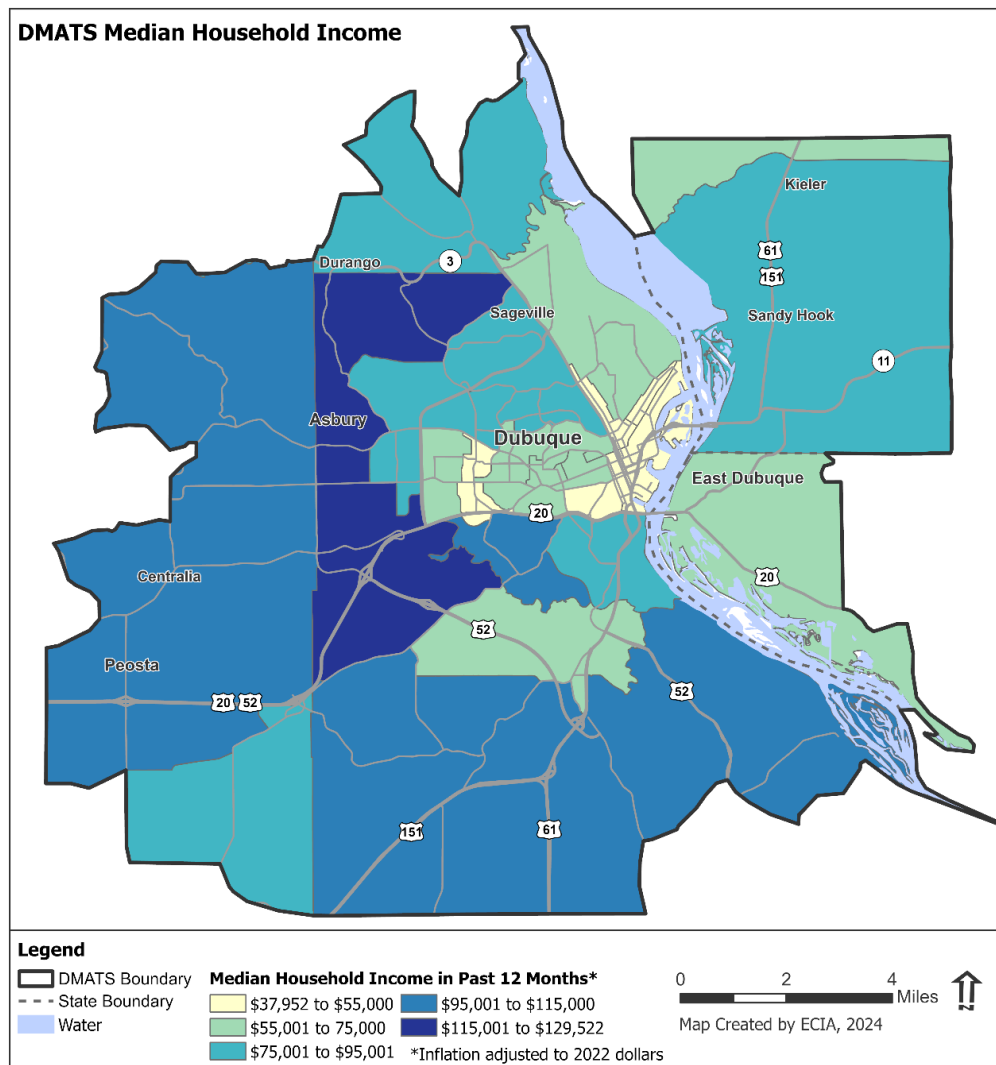 DMATS Median Household Income
Kieler
61
151
Durango
3
Sageville
Sandy Hook
11
Asbury
Dubuque
East Dubuque
20
Centralia
20
52
Peosta
20 52
52
151
61
Legend
DMATS Boundary
State Boundary
Water
Median Household Income in Past 12 Months*
$37,952 to $55,000
$55,001 to $75,000
$75,001 to $95,001
$95,001 to $115,000
$115,001 to $129,522
*Inflation adjusted to 2022 dollars
0 2 4
Miles
Map Created by ECIA, 2024
N